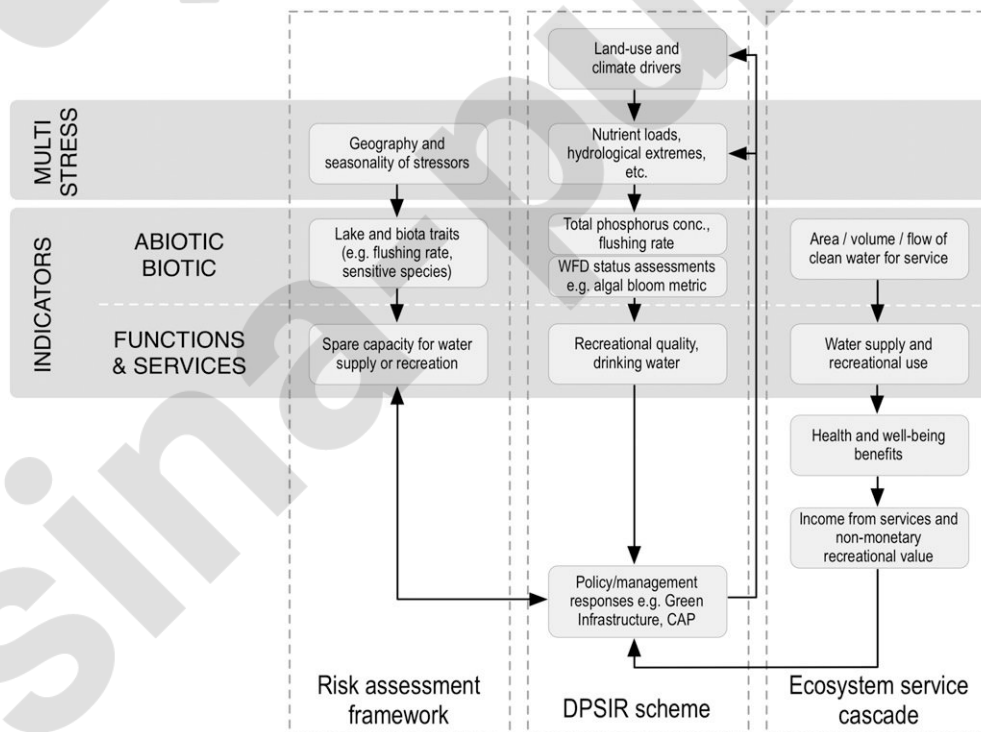 Land-use and
climate drivers
MULTI
STRESS
Geography and
seasonality of stressors
Nutrient loads,
hydrological extremes,
etc.
INDICATORS
ABIOTIC
BIOTIC
Lake and biota traits
(e.g. flushing rate,
sensitive species)
Total phosphorus conc.,
flushing rate
WFD status assessments
e.g. algal bloom metric
Area / volume / flow of
clean water for service
FUNCTIONS
& SERVICES
Spare capacity for water
supply or recreation
Recreational quality,
drinking water
Water supply and
recreational use
Health and well-being
benefits
Income from services and
non-monetary
recreational value
Policy/management
responses e.g. Green
Infrastructure, CAP
Risk assessment
framework
DPSIR scheme
Ecosystem service
cascade
sina-pu